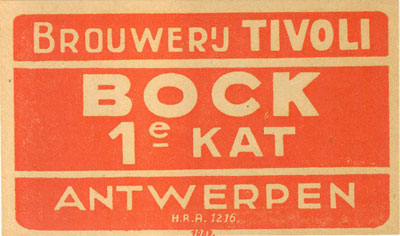 BROUWERIJ TIVOLI
BOCK
1e KAT
ANTWERPEN
H.R.A. 1216.